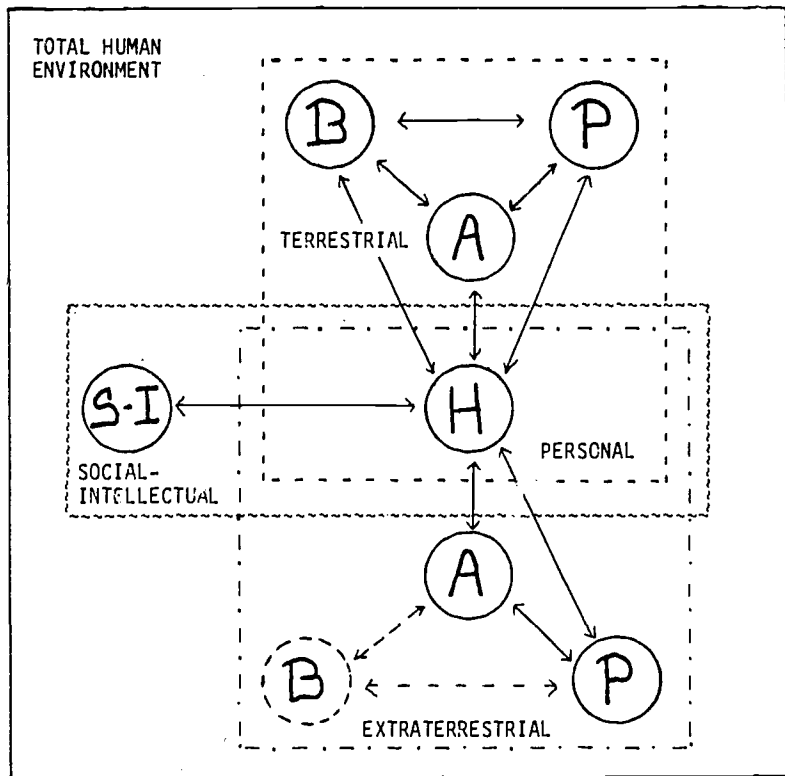 TOTAL HUMAN
ENVIRONMENT
B
P
A
TERRESTRIAL
S-I
H
PERSONAL
SOCIAL-
INTELLECTUAL
A
B
P
EXTRATERRESTRIAL